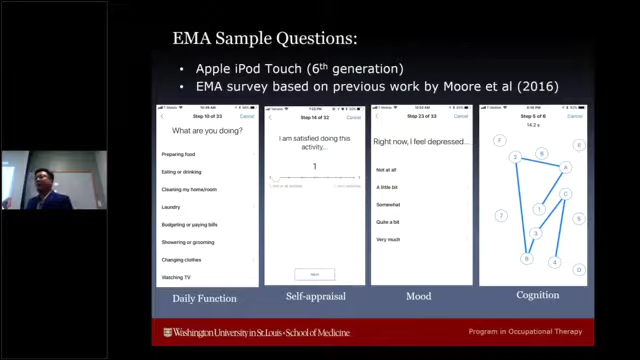 EMA Sample Questions:
• Apple iPod Touch (6th generation)
• EMA survey based on previous work by Moore et al (2016)
Step 10 of 33
Cancel
What are you doing?
Preparing food
Eating or drinking
Cleaning my home/room
Laundry
Budgeting or paying bills
Showering or grooming
Changing clothes
Watching TV
Daily Function
Step 14 of 32
Cancel
I am satisfied doing this
activity...
1
Next
Self-appraisal
Step 23 of 33
Cancel
Right now, I feel depressed...
Not at all
A little bit
Somewhat
Quite a bit
Very much
Mood
Step 5 of 6
Cancel
14.2 s
F
E
2
6
A
C
7
1
5
3
B
4
D
Cognition
Washington University in St. Louis • School of Medicine
Program in Occupational Therapy